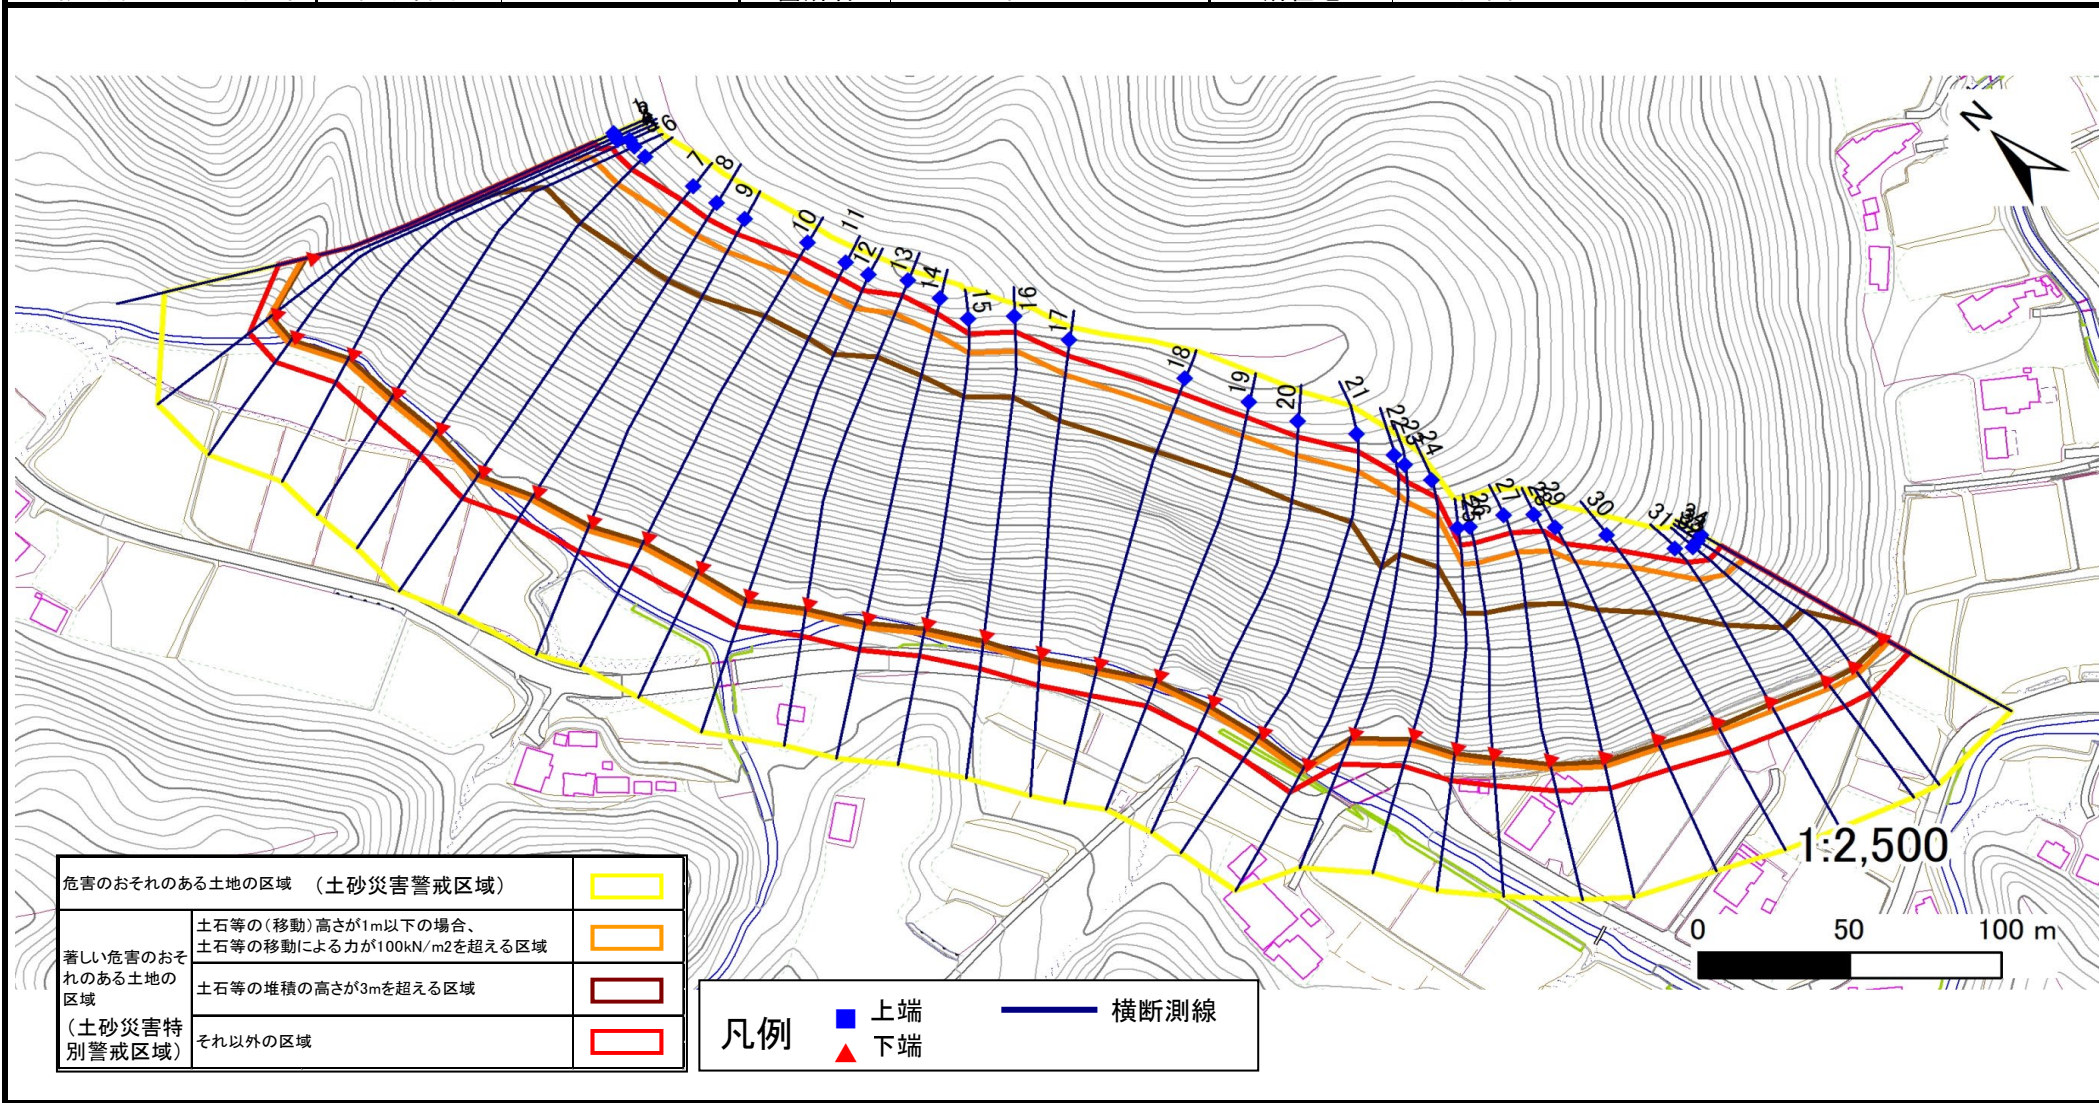 6
7
8
9
10
11
12
13
14
15
16
17
18
19
20
21
22
23
24
25
26
27
28
29
30
31
34
N
1:2,500
0 50 100 m
危害のおそれのある土地の区域 （土砂災害警戒区域）
著しい危害のおそ
れのある土地の
区域
（土砂災害特
別警戒区域）
土石等の（移動）高さが1m以下の場合、
土石等の移動による力が100kN/m2を超える区域
土石等の堆積の高さが3mを超える区域
それ以外の区域
凡例
上端
下端
横断測線